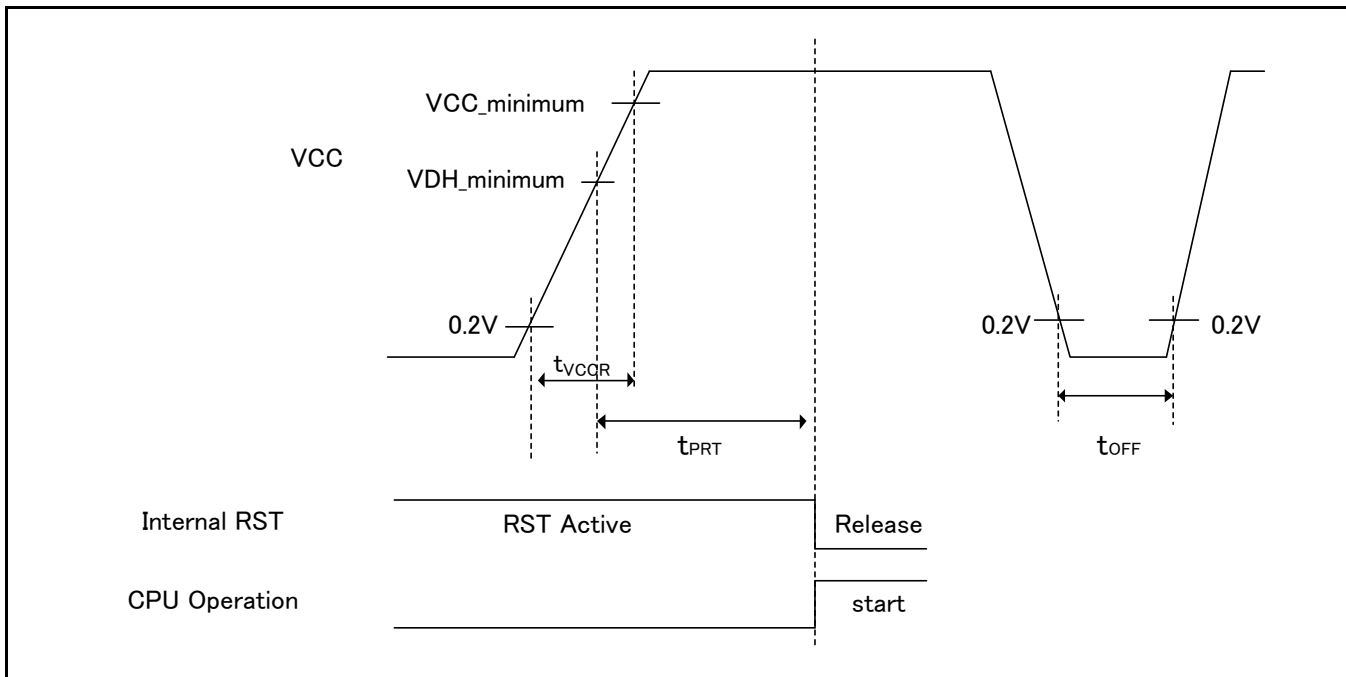 VCC_minimum
VCC
VDH_minimum
0.2V
0.2V
0.2V
tVCCR
tPRT
tOFF
Internal RST
RST Active
Release
CPU Operation
start